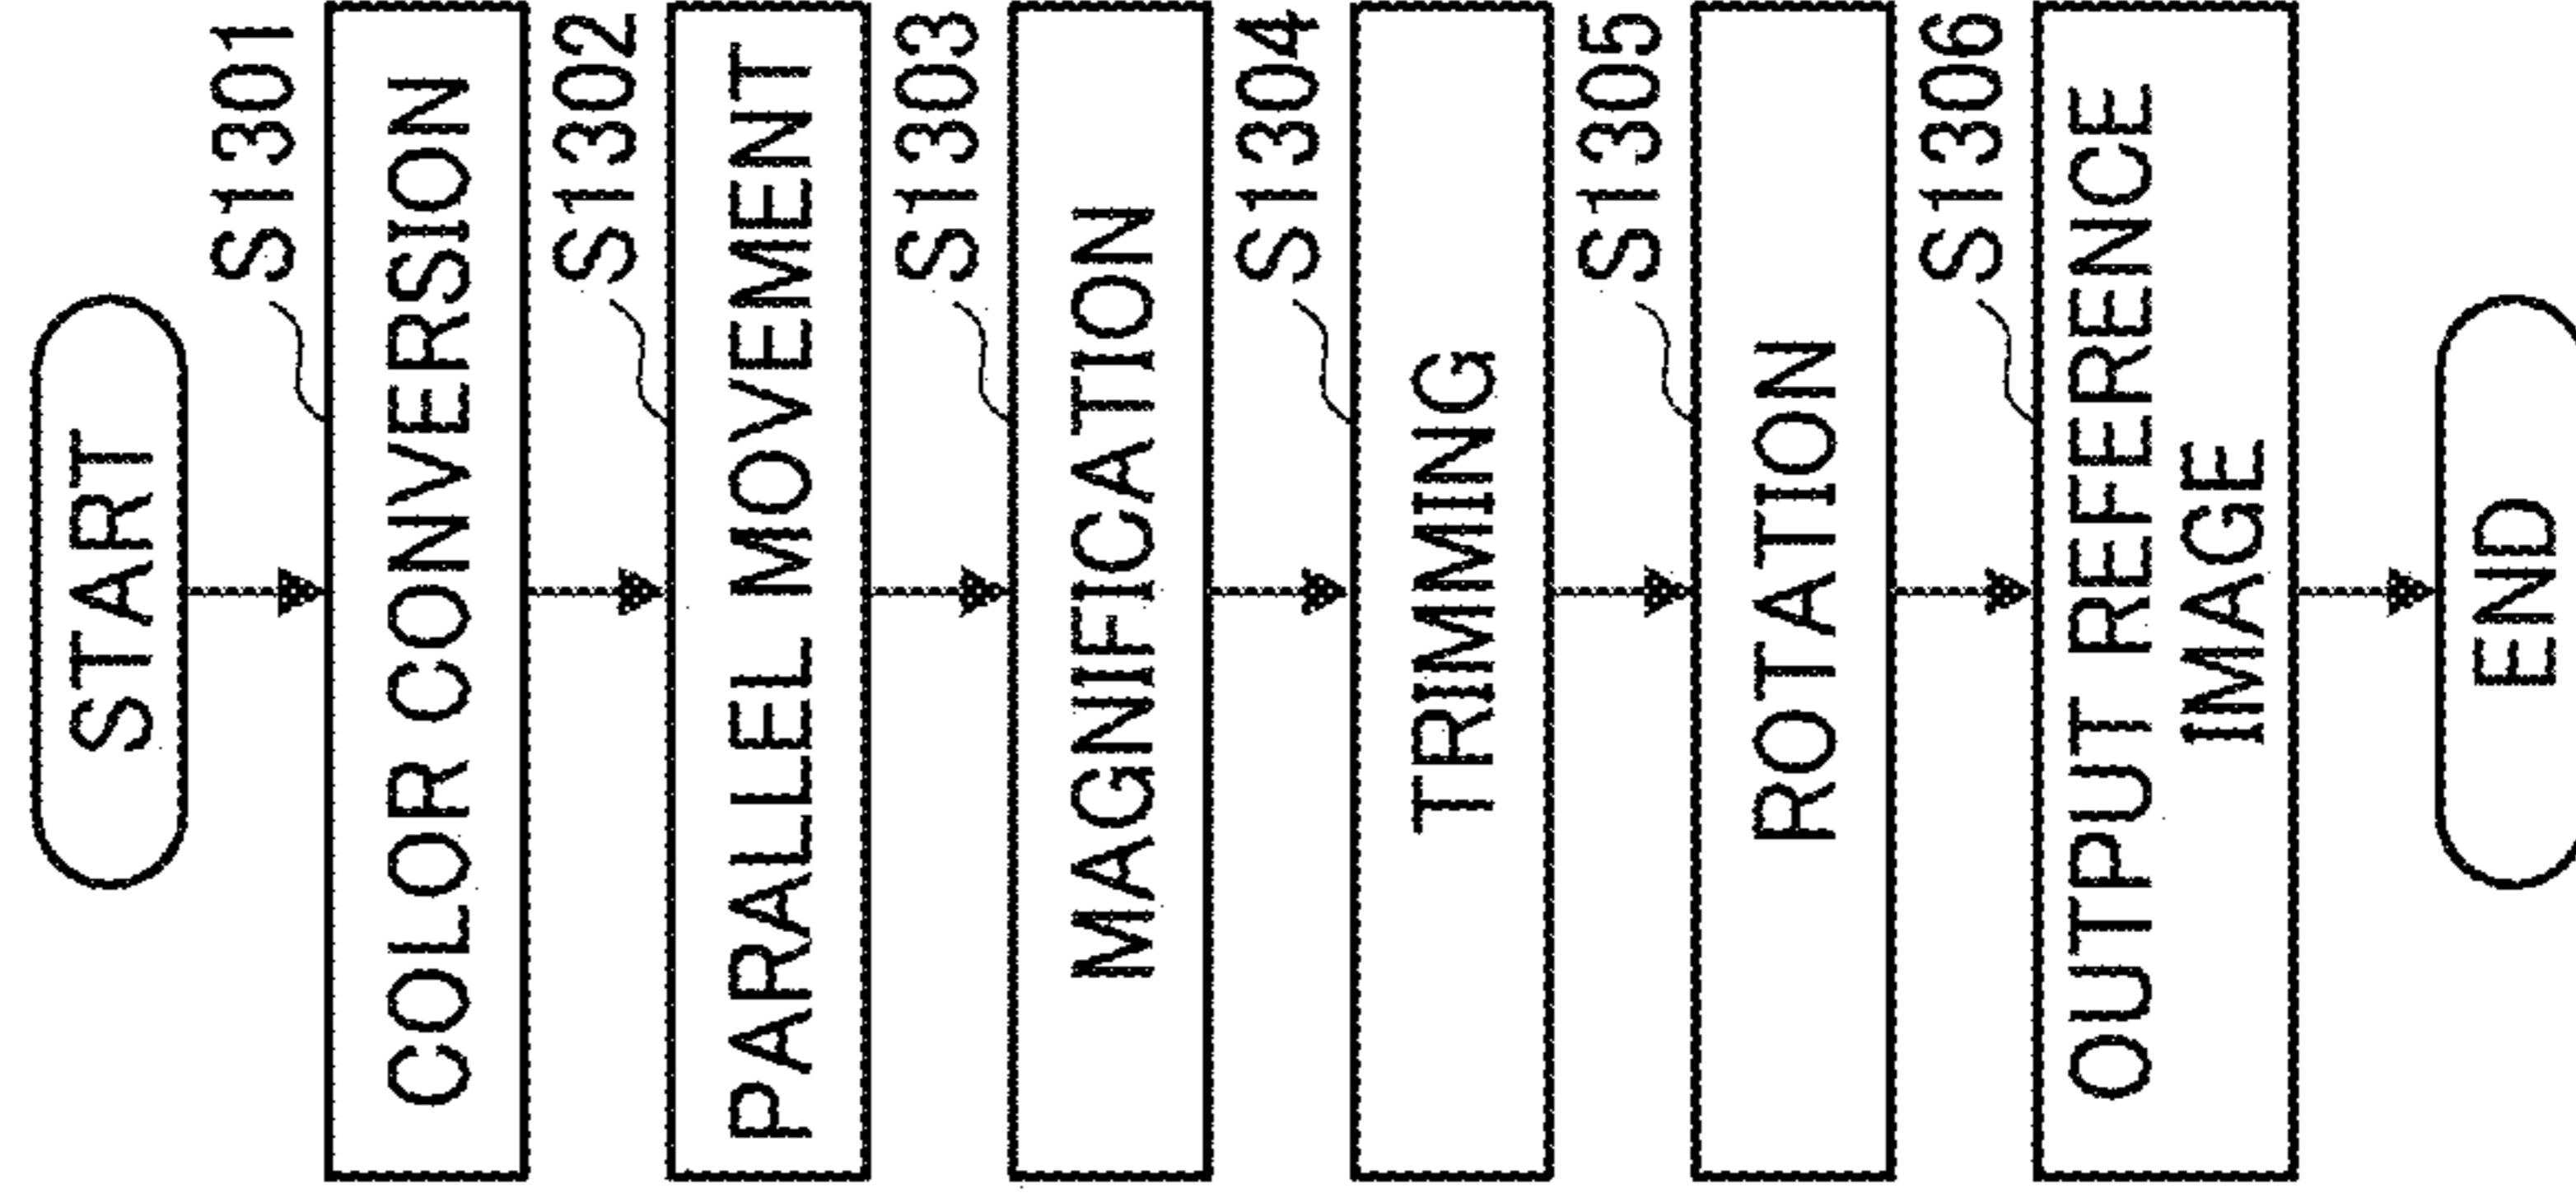 START
S1301
COLOR CONVERSION
S1302
PARALLEL MOVEMENT
S1303
MAGNIFICATION
S1304
TRIMMING
S1305
ROTATION
S1306
OUTPUT REFERENCE
IMAGE
END